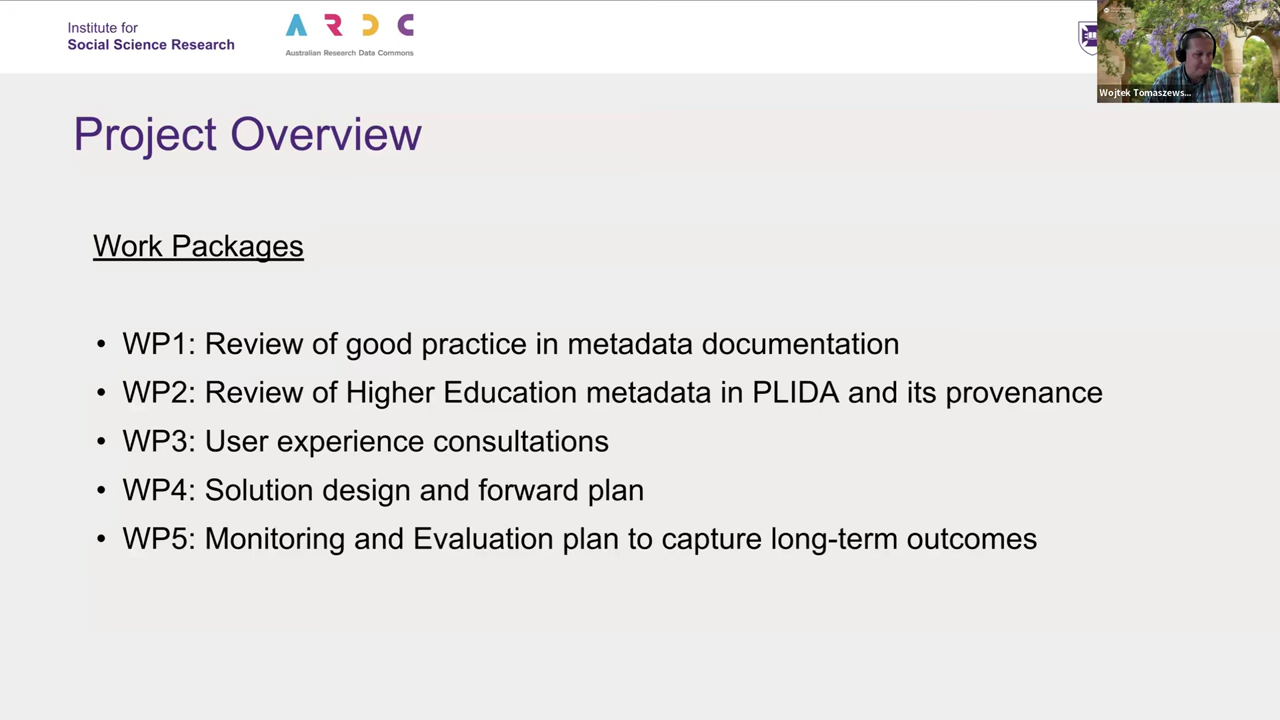 Institute for
Social Science Research
ARDC
Australian Research Data Commons
Wojtek Tomaszews...
Project Overview
Work Packages
• WP1: Review of good practice in metadata documentation
• WP2: Review of Higher Education metadata in PLIDA and its provenance
• WP3: User experience consultations
• WP4: Solution design and forward plan
• WP5: Monitoring and Evaluation plan to capture long-term outcomes